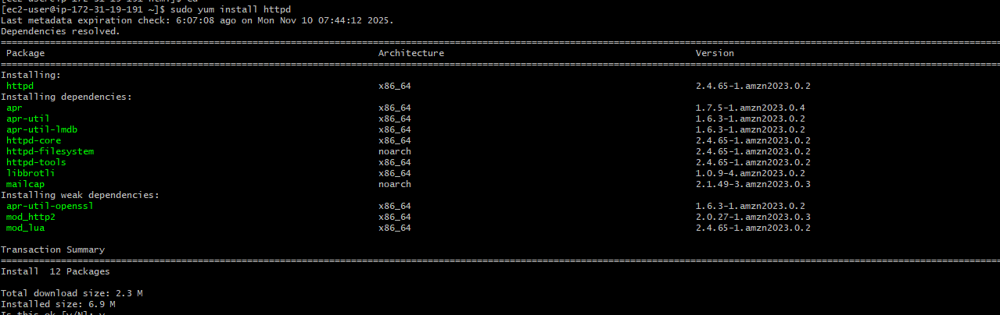 [ec2-user@ip-172-31-19-191 html]$ cd
[ec2-user@ip-172-31-19-191 ~]$ sudo yum install httpd
Last metadata expiration check: 6:07:08 ago on Mon Nov 10 07:44:12 2025.
Dependencies resolved.
Package Architecture Version
Installing:
httpd x86_64 2.4.65-1.amzn2023.0.2
Installing dependencies:
apr x86_64 1.7.5-1.amzn2023.0.4
apr-util x86_64 1.6.3-1.amzn2023.0.2
apr-util-lmdb x86_64 1.6.3-1.amzn2023.0.2
httpd-core x86_64 2.4.65-1.amzn2023.0.2
httpd-filesystem noarch 2.4.65-1.amzn2023.0.2
httpd-tools x86_64 2.4.65-1.amzn2023.0.2
libbrotli x86_64 1.0.9-4.amzn2023.0.2
mailcap noarch 2.1.49-3.amzn2023.0.3
Installing weak dependencies:
apr-util-openssl x86_64 1.6.3-1.amzn2023.0.2
mod_http2 x86_64 2.0.27-1.amzn2023.0.3
mod_lua x86_64 2.4.65-1.amzn2023.0.2
Transaction Summary
Install 12 Packages
Total download size: 2.3 M
Installed size: 6.9 M
Is this ok [y/N]: y